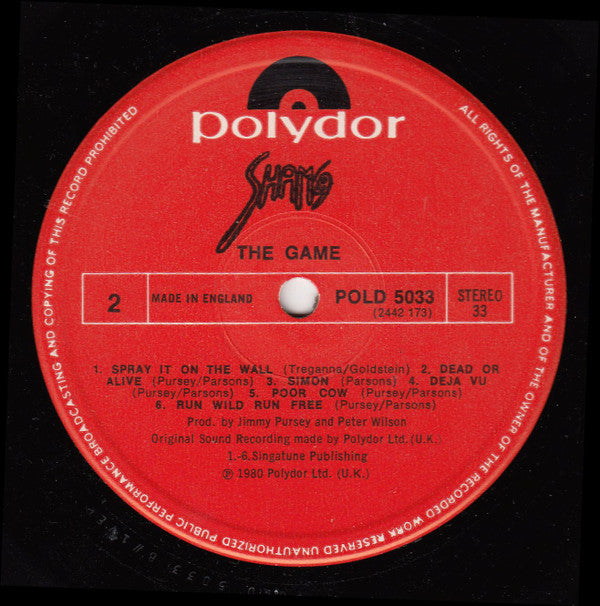 polydor
SHAM 69
THE GAME
2
MADE IN ENGLAND
POLD 5033
(2442 173)
STEREO
33
1. SPRAY IT ON THE WALL (Treganna/Goldstein) 2. DEAD OR
ALIVE (Pursey/Parsons) 3. SIMON (Parsons) 4. DEJA VU
(Pursey/Parsons) 5. POOR COW (Pursey/Parsons)
6. RUN WILD RUN FREE (Pursey/Parsons)
Prod. by Jimmy Pursey and Peter Wilson
Original Sound Recording made by Polydor Ltd. (U.K.)
1.-6.Singatune Publishing
℗ 1980 Polydor Ltd. (U.K.)
ALL RIGHTS OF THE MANUFACTURER AND OF THE OWNER OF THE RECORDED WORK RESERVED UNAUTHORIZED PUBLIC PERFORMANCE BROADCASTING AND COPYING OF THIS RECORD PROHIBITED